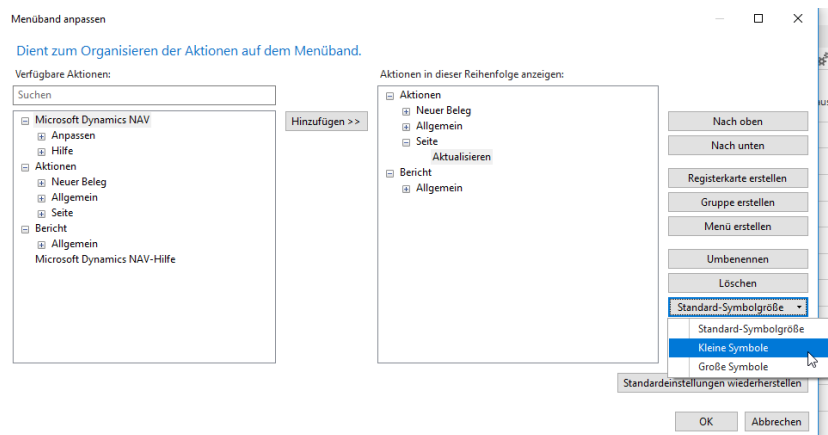 Menüband anpassen
Dient zum Organisieren der Aktionen auf dem Menüband.
Verfügbare Aktionen:
Suchen
Microsoft Dynamics NAV
Anpassen
Hilfe
Aktionen
Neuer Beleg
Allgemein
Seite
Bericht
Allgemein
Microsoft Dynamics NAV-Hilfe
Hinzufügen >>
Aktionen in dieser Reihenfolge anzeigen:
Aktionen
Neuer Beleg
Allgemein
Seite
Aktualisieren
Bericht
Allgemein
Nach oben
Nach unten
Registerkarte erstellen
Gruppe erstellen
Menü erstellen
Umbenennen
Löschen
Standard-Symbolgröße
Standard-Symbolgröße
Kleine Symbole
Große Symbole
Standardeinstellungen wiederherstellen
OK
Abbrechen